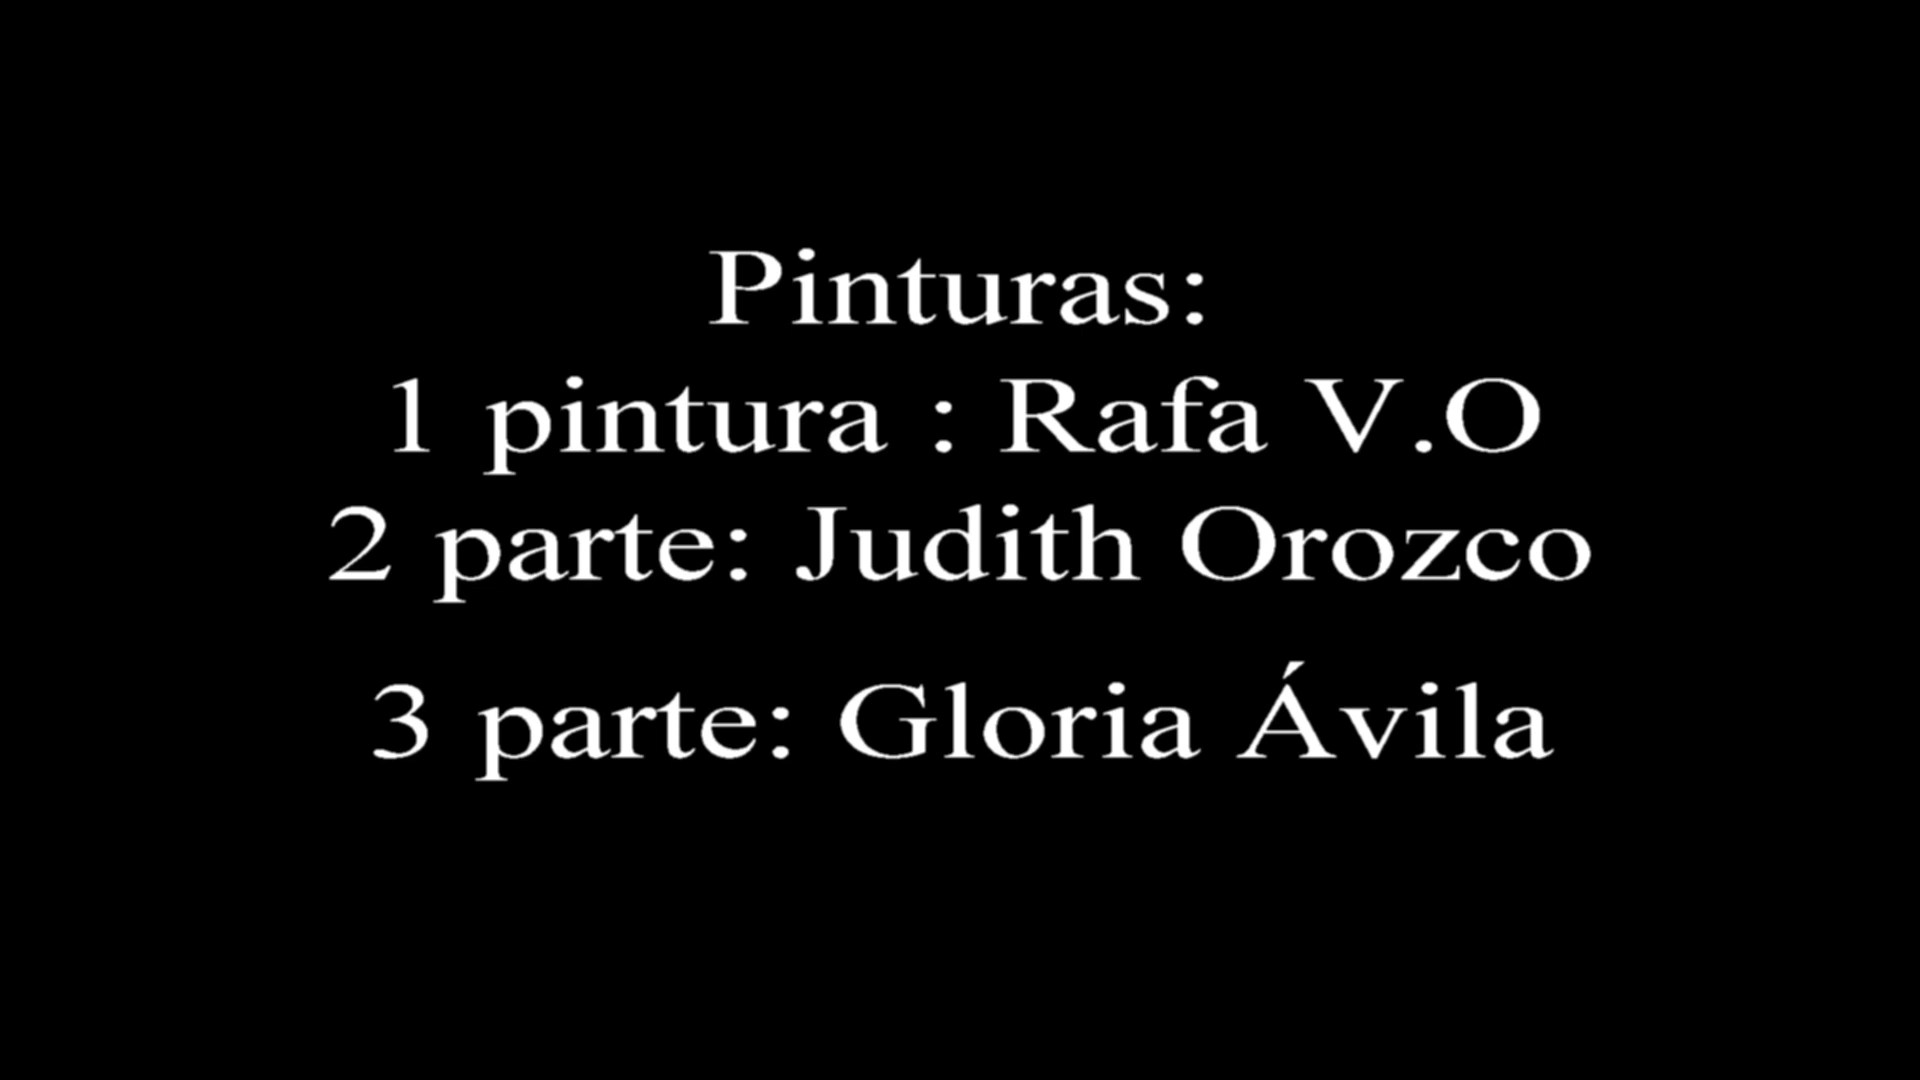 Pinturas:
1 pintura : Rafa V.O
2 parte: Judith Orozco
3 parte: Gloria Ávila